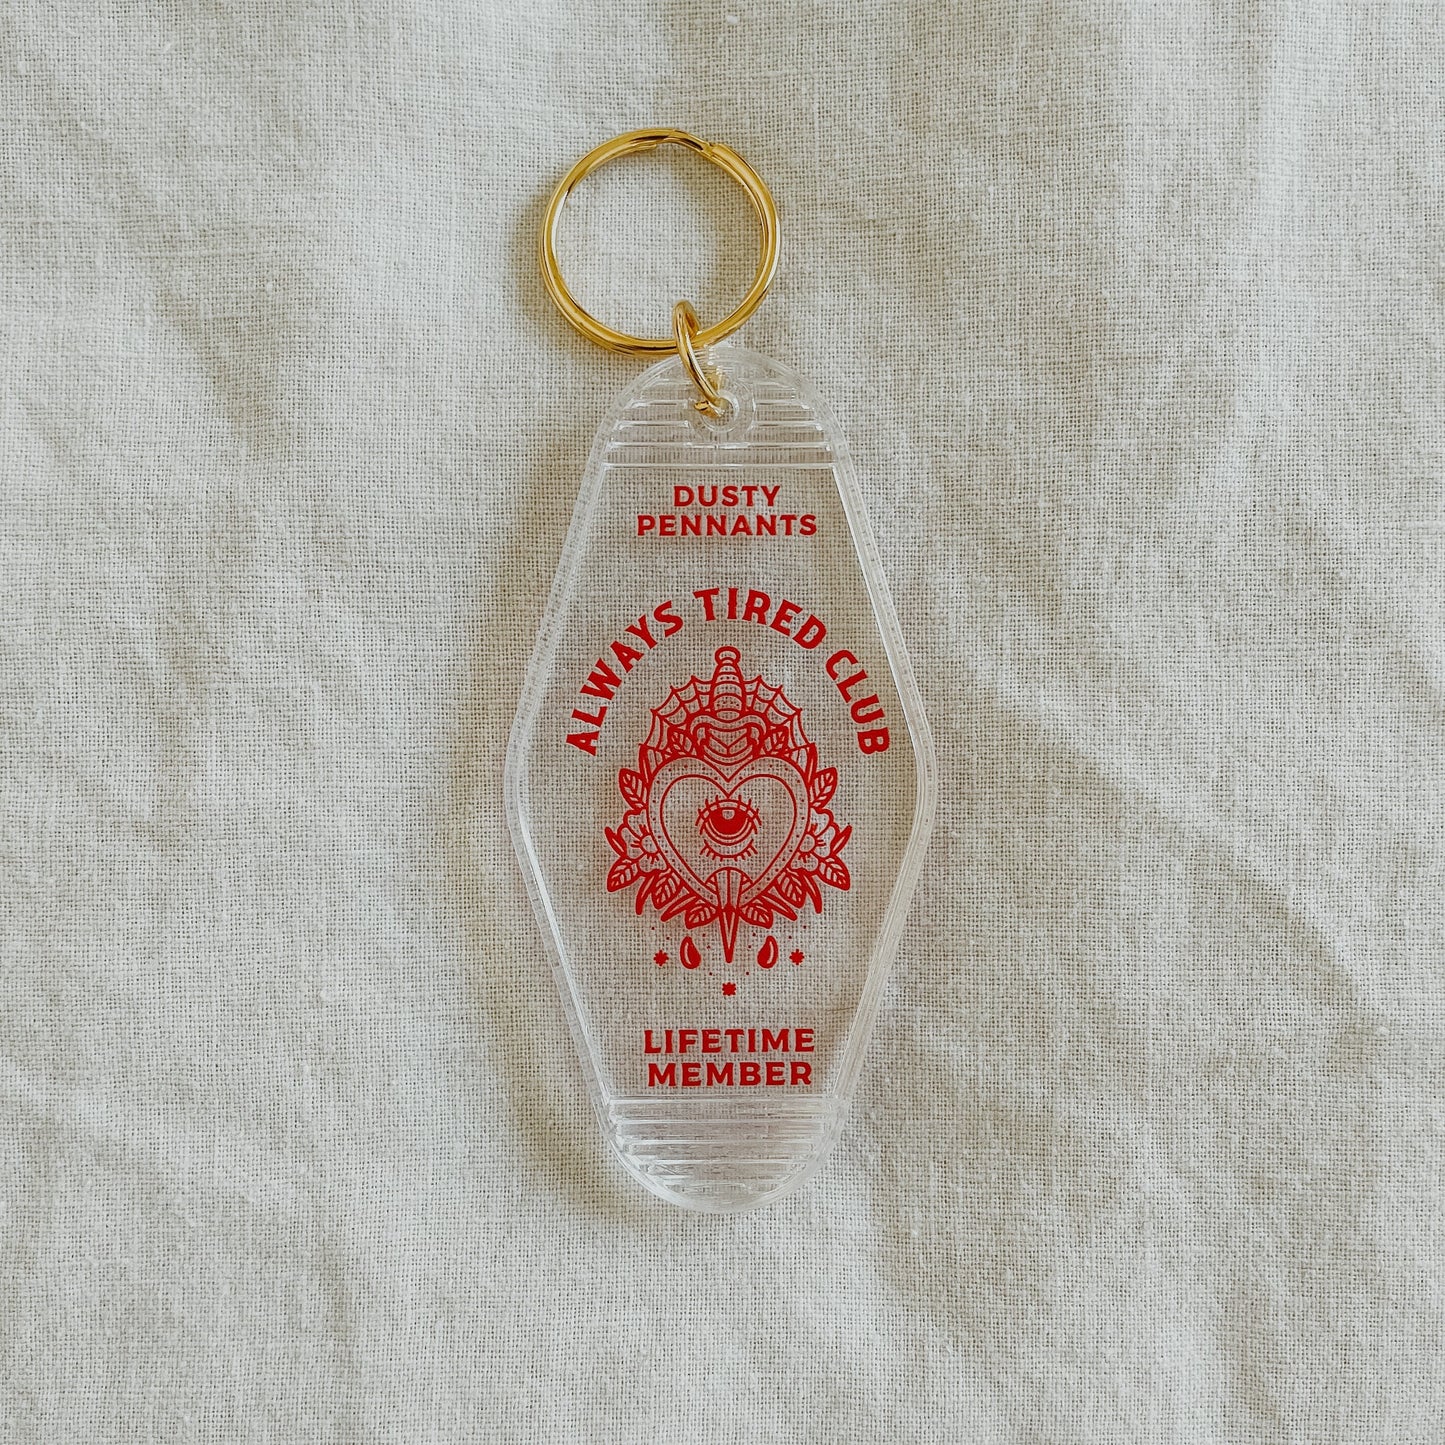 DUSTY
PENNANTS
ALWAYS TIRED CLUB
LIFETIME
MEMBER